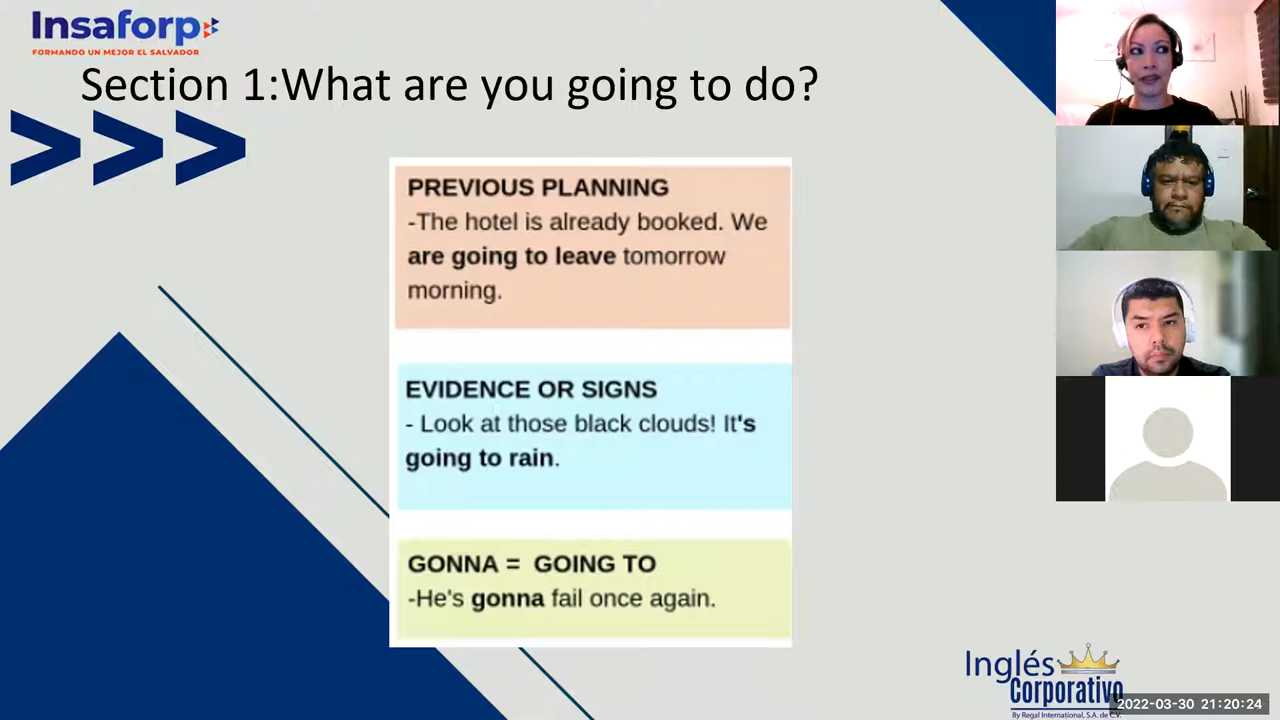 Insaforp
FORMANDO UN MEJOR EL SALVADOR
Section 1:What are you going to do?
>>>
PREVIOUS PLANNING
-The hotel is already booked. We
are going to leave tomorrow
morning.
EVIDENCE OR SIGNS
- Look at those black clouds! It's
going to rain.
GONNA = GOING TO
-He's gonna fail once again.
Inglés
Corporativo
By Regal International, S.A. de C.V.
2022-03-30 21:20:24